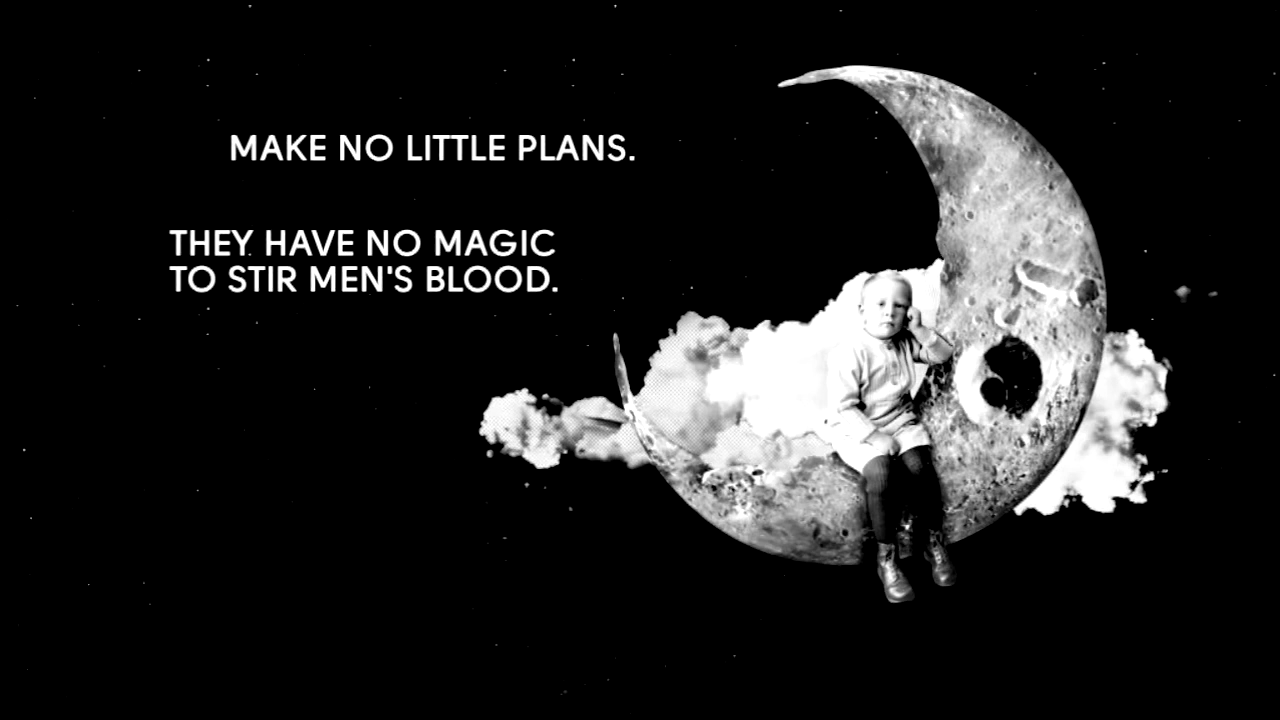 MAKE NO LITTLE PLANS.
THEY HAVE NO MAGIC
TO STIR MEN'S BLOOD.